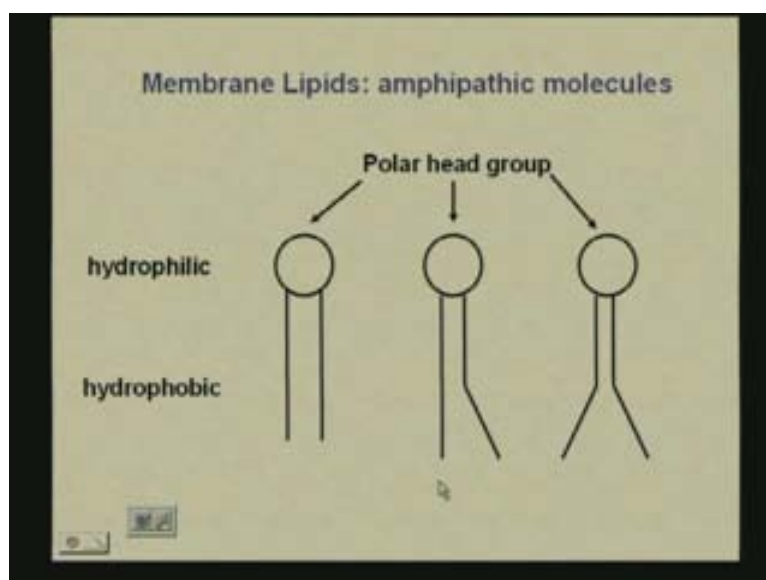 Membrane Lipids: amphipathic molecules
Polar head group
hydrophilic
hydrophobic